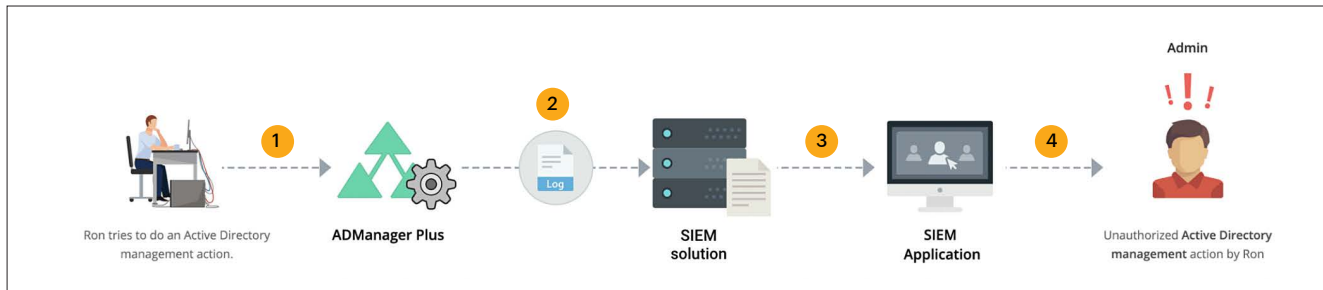 Admin
1
2
3
4
Log
Ron tries to do an Active Directory
management action.
ADManager Plus
SIEM
solution
SIEM
Application
Unauthorized Active Directory
management action by Ron